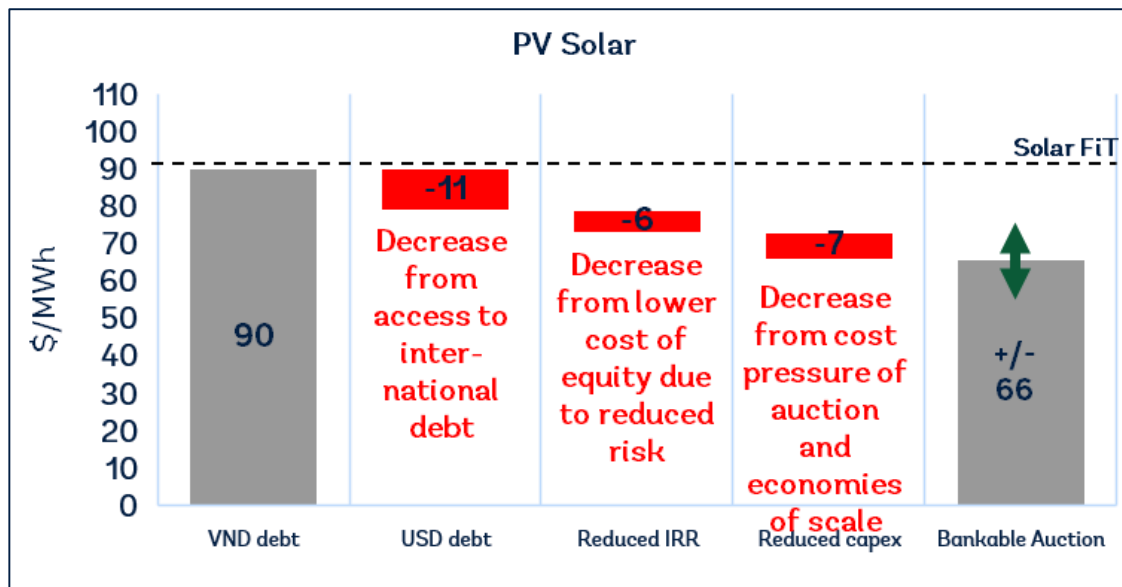 PV Solar
$/MWh
110
100
90
80
70
60
50
40
30
20
10
0
Solar FiT
90
-11
Decrease
from
access to
inter-
national
debt
-6
Decrease
from lower
cost of
equity due
to reduced
risk
-7
Decrease
from cost
pressure of
auction
and
economies
of scale
+/-
66
VND debt
USD debt
Reduced IRR
Reduced capex
Bankable Auction